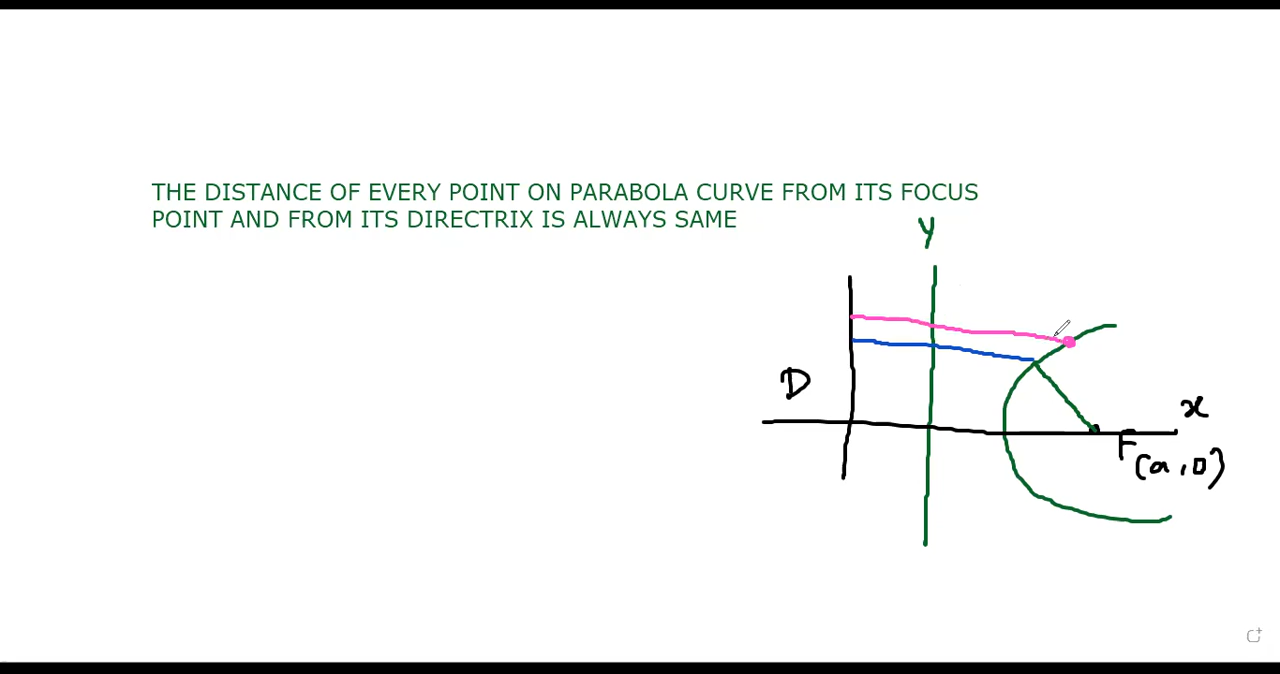 THE DISTANCE OF EVERY POINT ON PARABOLA CURVE FROM ITS FOCUS
POINT AND FROM ITS DIRECTRIX IS ALWAYS SAME
Y
D
x
F
(a, 0)